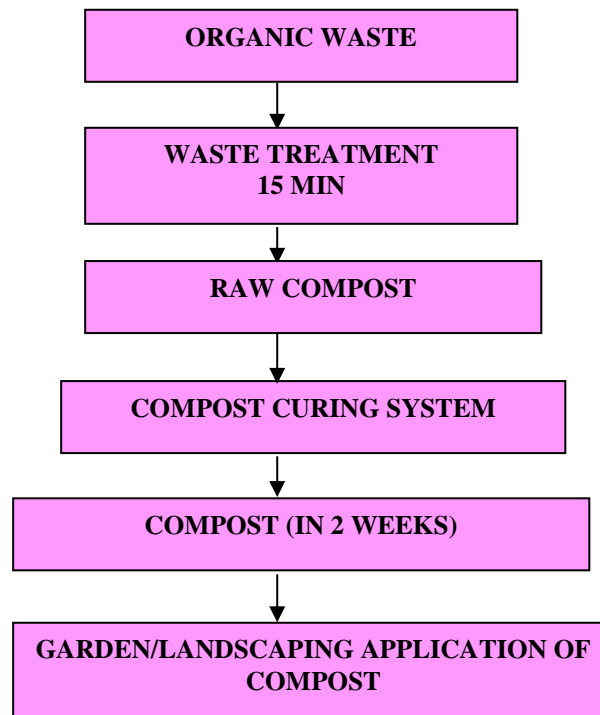 ORGANIC WASTE
WASTE TREATMENT
15 MIN
RAW COMPOST
COMPOST CURING SYSTEM
COMPOST (IN 2 WEEKS)
GARDEN/LANDSCAPING APPLICATION OF
COMPOST